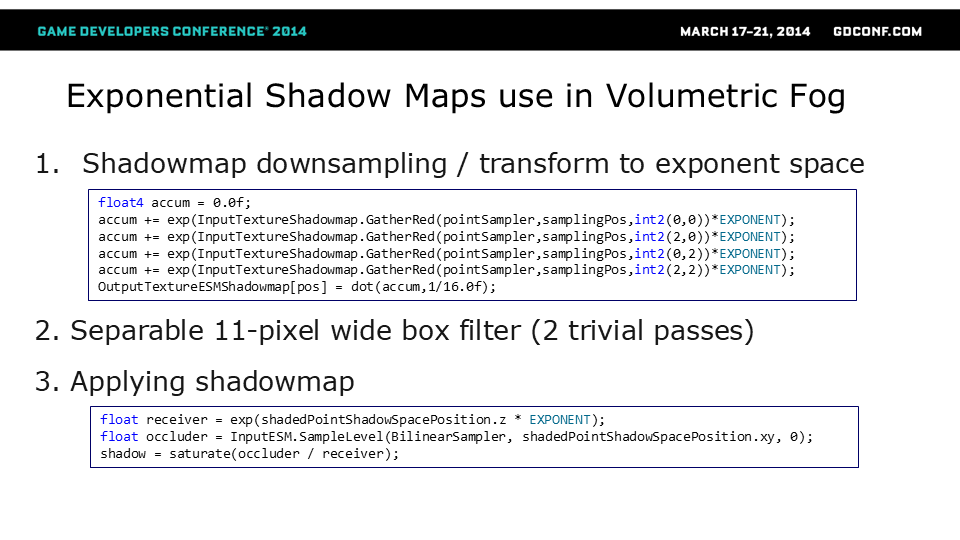 GAME DEVELOPERS CONFERENCE® 2014 MARCH 17–21, 2014 GDCONF.COM
Exponential Shadow Maps use in Volumetric Fog
1. Shadowmap downsampling / transform to exponent space
float4 accum = 0.0f;
accum += exp(InputTextureShadowmap.GatherRed(pointSampler,samplingPos,int2(0,0))*EXPONENT);
accum += exp(InputTextureShadowmap.GatherRed(pointSampler,samplingPos,int2(2,0))*EXPONENT);
accum += exp(InputTextureShadowmap.GatherRed(pointSampler,samplingPos,int2(0,2))*EXPONENT);
accum += exp(InputTextureShadowmap.GatherRed(pointSampler,samplingPos,int2(2,2))*EXPONENT);
OutputTextureESMShadowmap[pos] = dot(accum,1/16.0f);
2. Separable 11-pixel wide box filter (2 trivial passes)
3. Applying shadowmap
float receiver = exp(shadedPointShadowSpacePosition.z * EXPONENT);
float occluder = InputESM.SampleLevel(BilinearSampler, shadedPointShadowSpacePosition.xy, 0);
shadow = saturate(occluder / receiver);